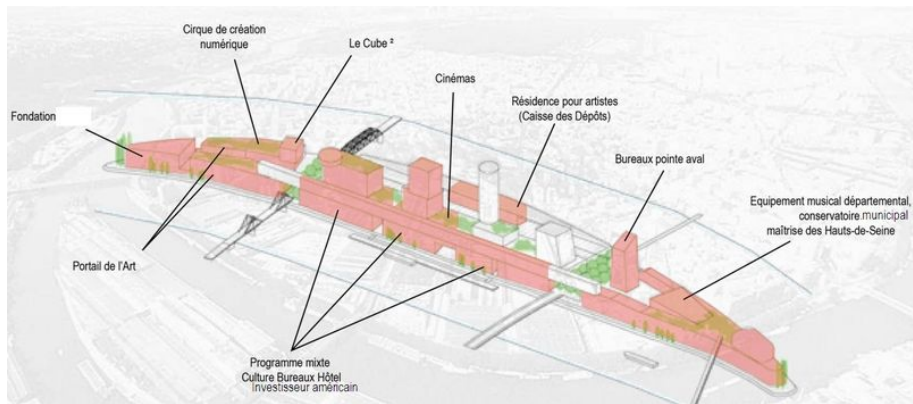 Cirque de création
numérique
Le Cube ²
Cinémas
Résidence pour artistes
(Caisse des Dépôts)
Fondation
Bureaux pointe aval
Equipement musical départemental,
conservatoire municipal
maîtrise des Hauts-de-Seine
Portail de l'Art
Programme mixte
Culture Bureaux Hôtel
Investisseur américain